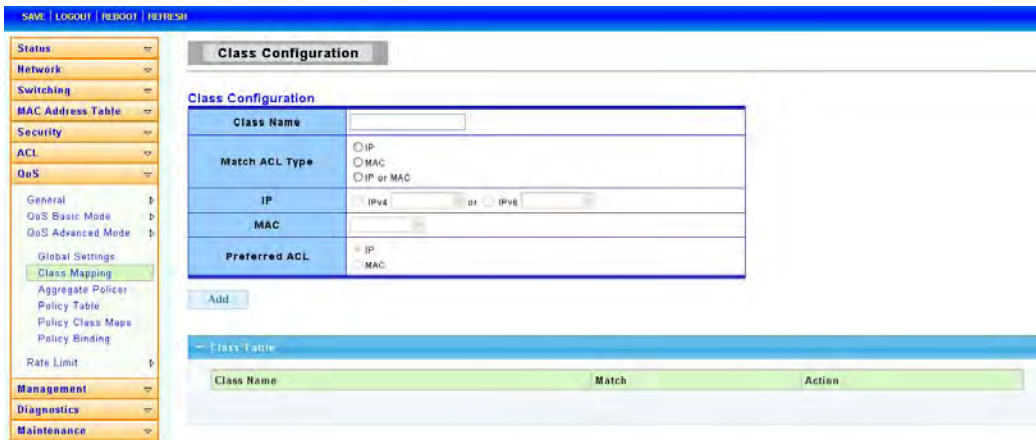 SAVE | LOGOUT | REBOOT | REFRESH
Status
Network
Switching
MAC Address Table
Security
ACL
QoS
General
QoS Basic Mode
QoS Advanced Mode
Global Settings
Class Mapping
Aggregate Policer
Policy Table
Policy Class Maps
Policy Binding
Rate Limit
Management
Diagnostics
Maintenance
Class Configuration
Class Configuration
Class Name
Match ACL Type
IP
MAC
IP or MAC
IP
IPv4 or IPv6
MAC
Preferred ACL
IP
MAC
Add
Class Table
Class Name Match Action